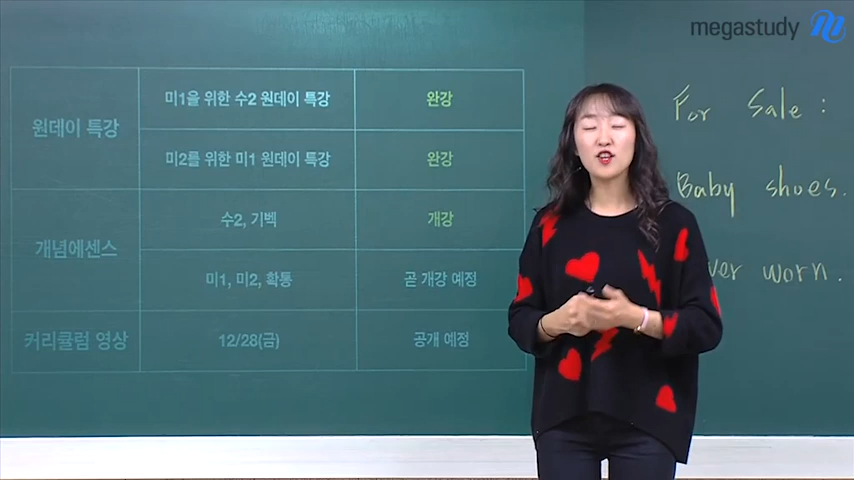 megastudy
원데이 특강
미1을 위한 수2 원데이 특강
완강
미2를 위한 미1 원데이 특강
완강
개념에센스
수2, 기벡
개강
미1, 미2, 확통
곧 개강 예정
커리큘럼 영상
12/28(금)
공개 예정
For Sale :
Baby shoes.
worn.